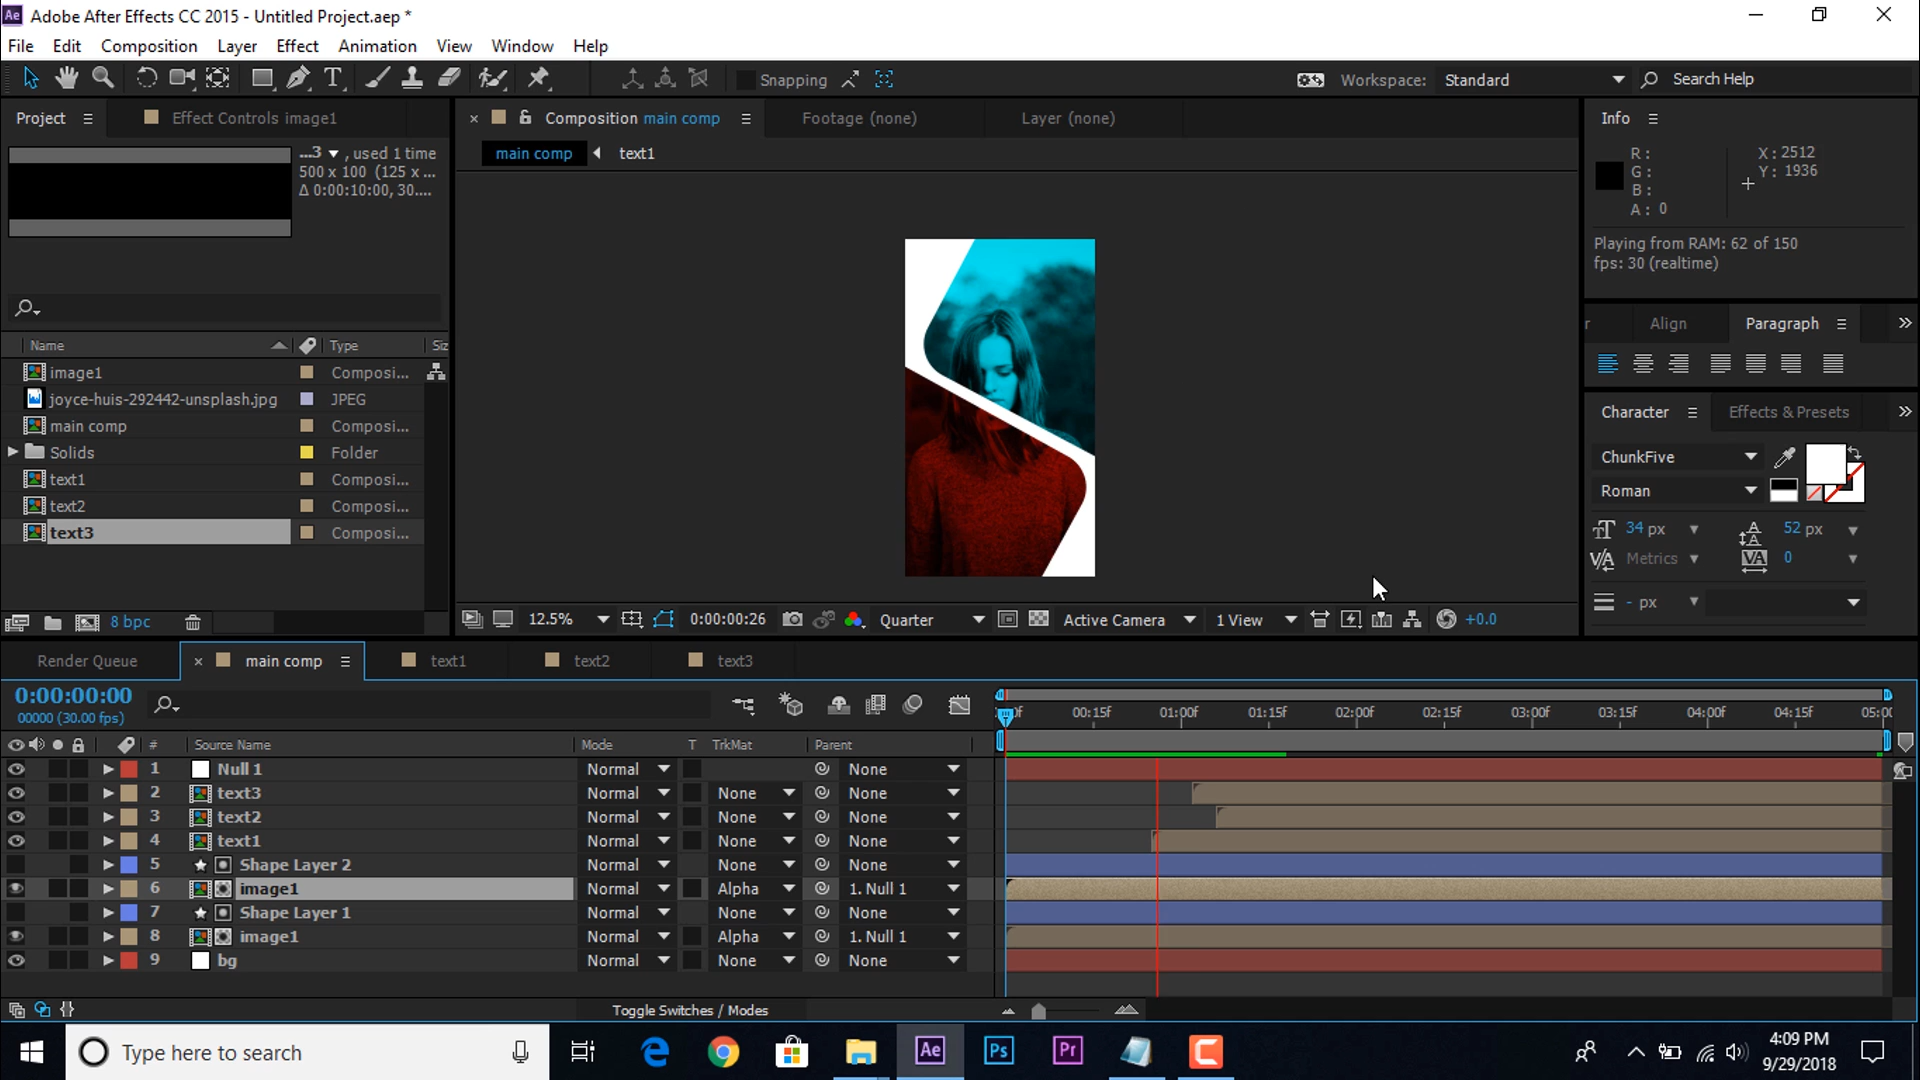 Ae Adobe After Effects CC 2015 - Untitled Project.aep *
File Edit Composition Layer Effect Animation View Window Help
Snapping Workspace: Standard Search Help
Project Effect Controls image1
...3 , used 1 time
500 x 100 (125 x ...
Δ 0:00:10:00, 30....
Name Type Siz
image1 Composi...
joyce-huis-292442-unsplash.jpg JPEG
main comp Composi...
Solids Folder
text1 Composi...
text2 Composi...
text3 Composi...
8 bpc
Composition main comp Footage (none) Layer (none)
main comp text1
12.5% 0:00:00:26 Quarter Active Camera 1 View +0.0
Info
R: X: 2512
G: Y: 1936
B:
A: 0
Playing from RAM: 62 of 150
fps: 30 (realtime)
r Align Paragraph
Character Effects & Presets
ChunkFive
Roman
34 px 52 px
Metrics 0
- px
Render Queue main comp text1 text2 text3
0:00:00:00
00000 (30.00 fps)
00:15f 01:00f 01:15f 02:00f 02:15f 03:00f 03:15f 04:00f 04:15f 05:00
# Source Name Mode T TrkMat Parent
1 Null 1 Normal None
2 text3 Normal None None
3 text2 Normal None None
4 text1 Normal None None
5 Shape Layer 2 Normal None None
6 image1 Normal Alpha 1. Null 1
7 Shape Layer 1 Normal None None
8 image1 Normal Alpha 1. Null 1
9 bg Normal None None
Toggle Switches / Modes
Type here to search Ae Ps Pr 4:09 PM
9/29/2018